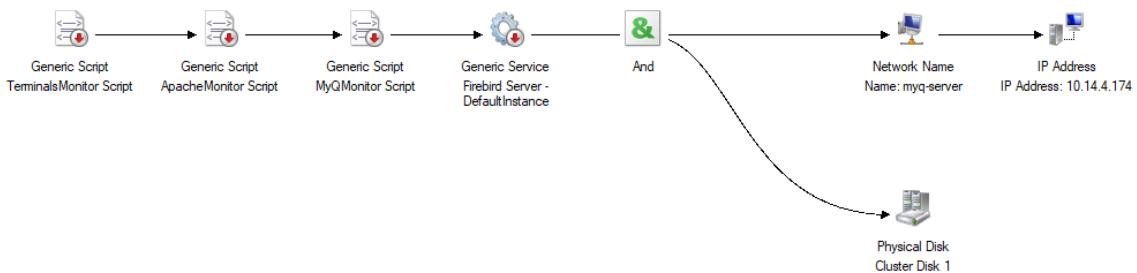 Generic Script
TerminalsMonitor Script
Generic Script
ApacheMonitor Script
Generic Script
MyQMonitor Script
Generic Service
Firebird Server -
DefaultInstance
&
And
Network Name
Name: myq-server
IP Address
IP Address: 10.14.4.174
Physical Disk
Cluster Disk 1